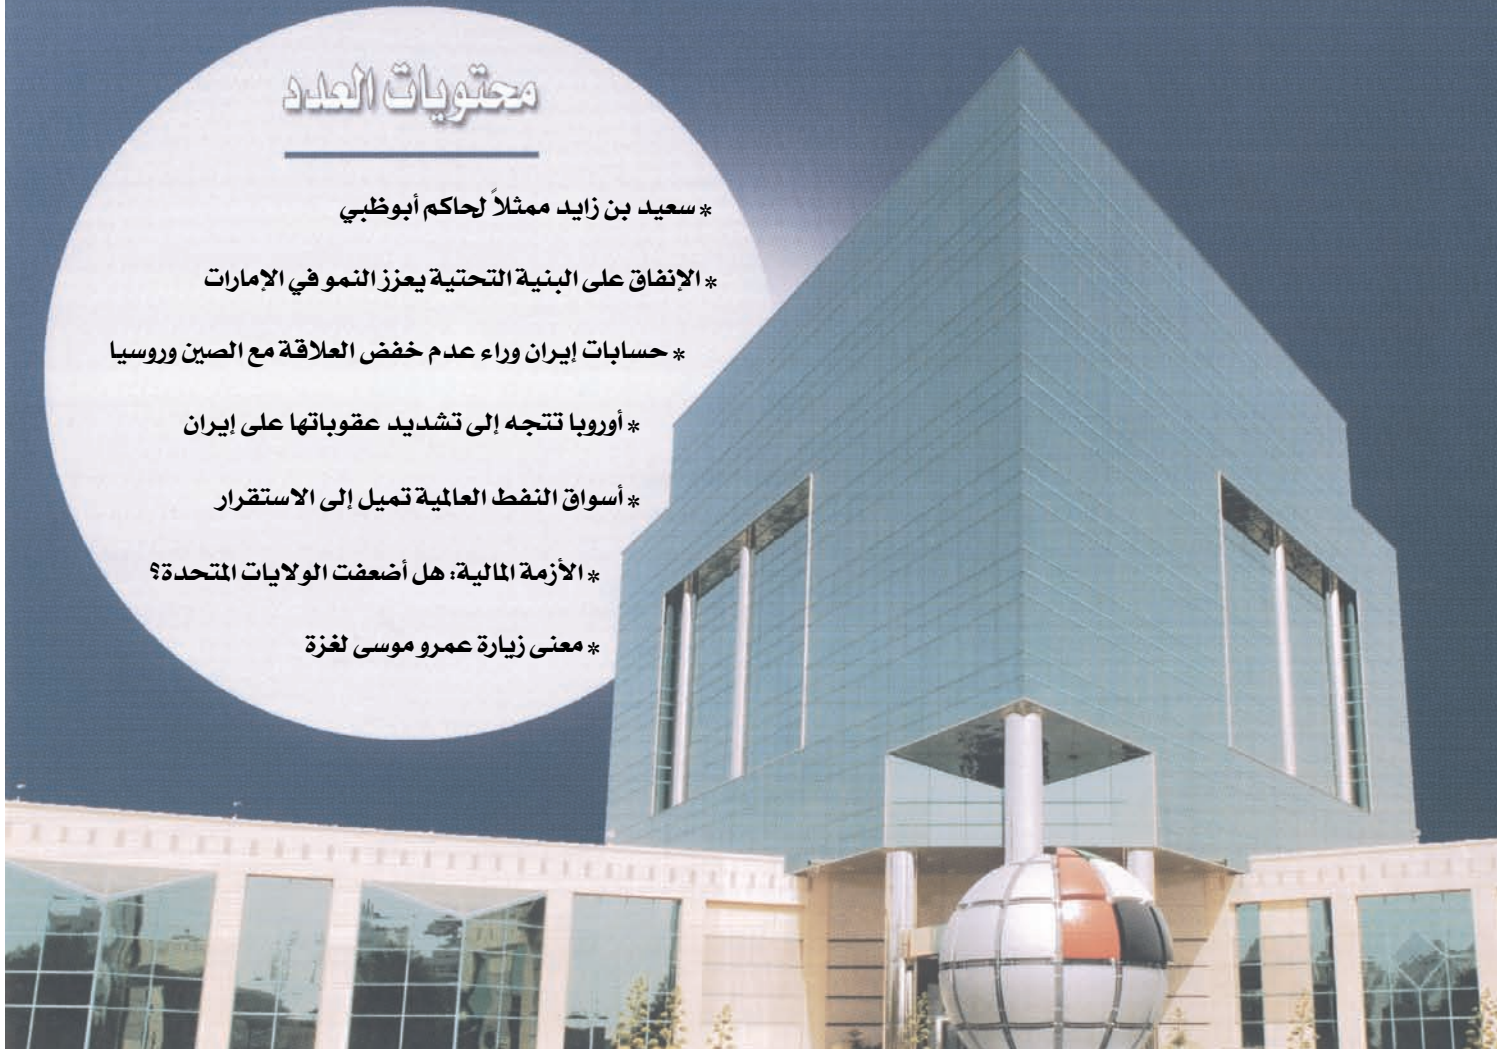 محتويات العدد
* سعيد بن زايد ممثلاً لحاكم أبوظبي
* الإنفاق على البنية التحتية يعزز النمو في الإمارات
* حسابات إيران وراء عدم خفض العلاقة مع الصين وروسيا
* أوروبا تتجه إلى تشديد عقوباتها على إيران
* أسواق النفط العالمية تميل إلى الاستقرار
* الأزمة المالية: هل أضعفت الولايات المتحدة؟
* معنى زيارة عمرو موسى لغزة